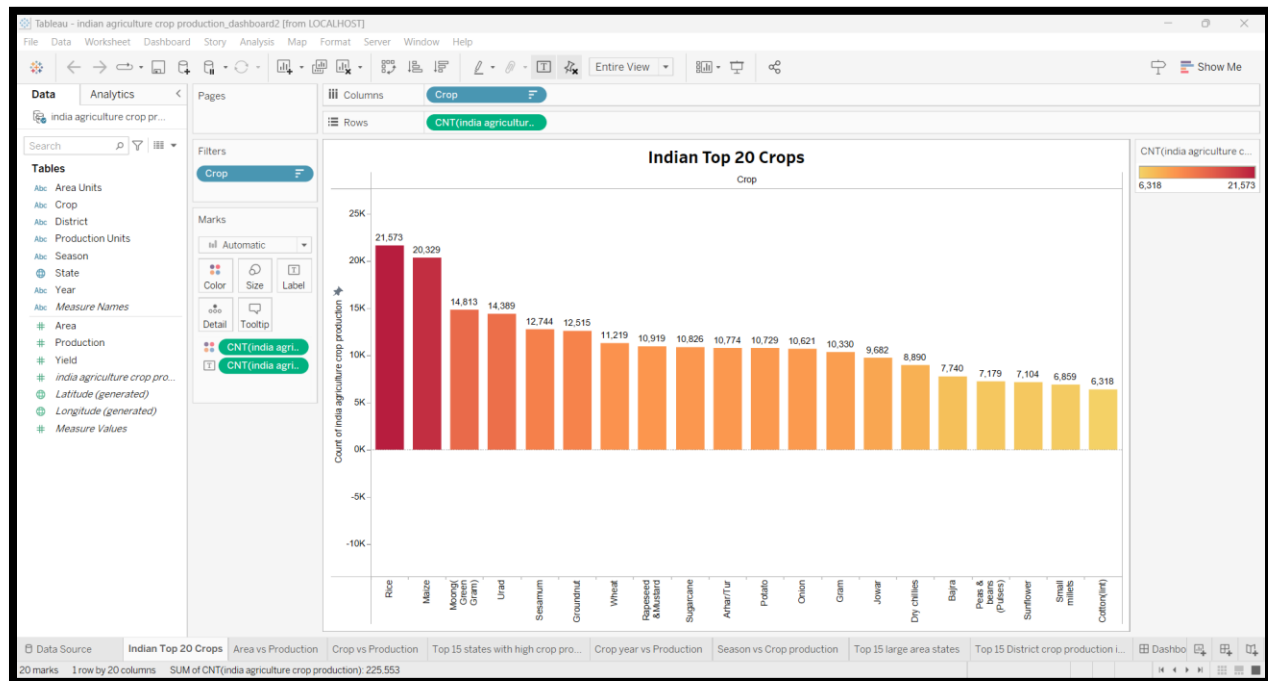 Tableau - indian agriculture crop production_dashboard2 [from LOCALHOST]
File Data Worksheet Dashboard Story Analysis Map Format Server Window Help
Entire View
Show Me
Data Analytics
india agriculture crop pr...
Search
Tables
Abc Area Units
Abc Crop
Abc District
Abc Production Units
Abc Season
State
Abc Year
Abc Measure Names
# Area
# Production
# Yield
# india agriculture crop pro...
Latitude (generated)
Longitude (generated)
# Measure Values
Pages
Filters
Crop
Marks
Automatic
Color Size Label
Detail Tooltip
CNT(india agri..
CNT(india agri..
Columns Crop
Rows CNT(india agricultur..
Indian Top 20 Crops
Crop
Count of india agriculture crop production
25K
20K
15K
10K
5K
0K
-5K
-10K
21,573
20,329
14,813
14,389
12,744
12,515
11,219
10,919
10,826
10,774
10,729
10,621
10,330
9,682
8,890
7,740
7,179
7,104
6,859
6,318
Rice
Maize
Moong(
Green
Gram)
Urad
Sesamum
Groundnut
Wheat
Rapeseed
&Mustard
Sugarcane
Arhar/Tur
Potato
Onion
Gram
Jowar
Dry chillies
Bajra
Peas &
beans
(Pulses)
Sunflower
Small
millets
Cotton(lint)
CNT(india agriculture c...
6,318 21,573
Data Source Indian Top 20 Crops Area vs Production Crop vs Production Top 15 states with high crop pro... Crop year vs Production Season vs Crop production Top 15 large area states Top 15 District crop production i... Dashbo
20 marks 1 row by 20 columns SUM of CNT(india agriculture crop production): 225,553